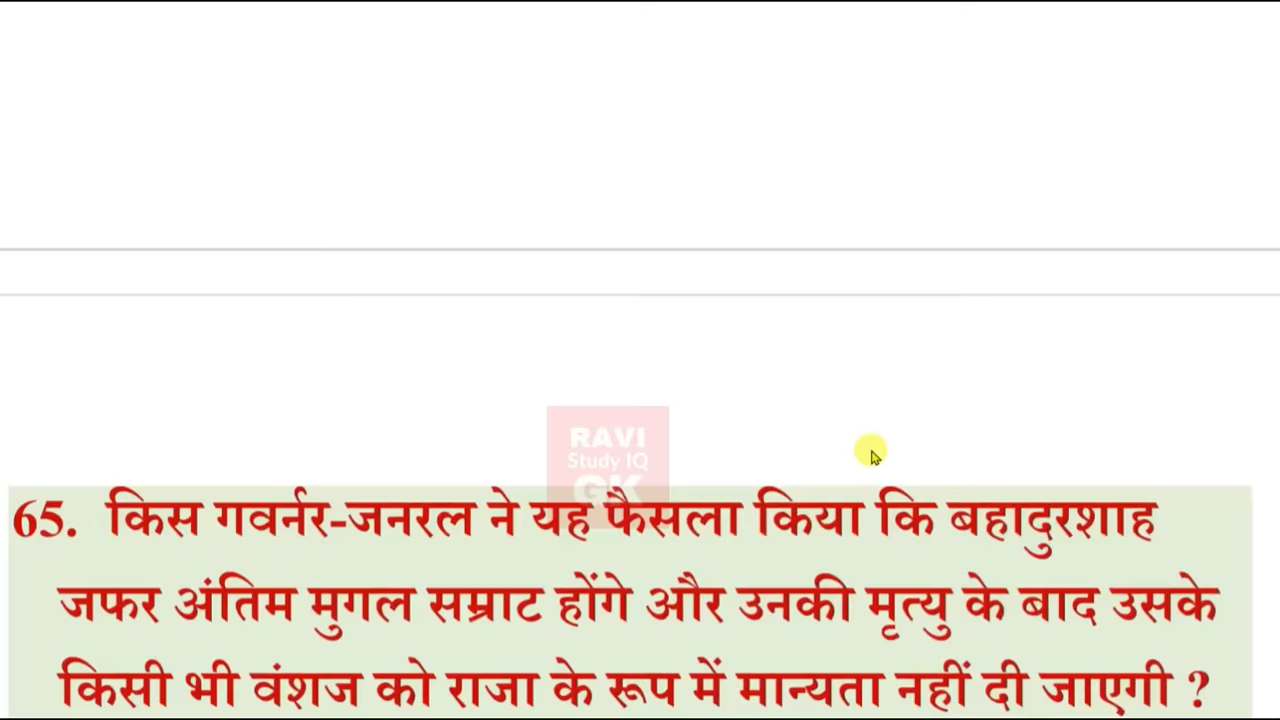 RAVI
Study IQ
GK
65. किस गवर्नर-जनरल ने यह फैसला किया कि बहादुरशाह
जफर अंतिम मुगल सम्राट होंगे और उनकी मृत्यु के बाद उसके
किसी भी वंशज को राजा के रूप में मान्यता नहीं दी जाएगी ?